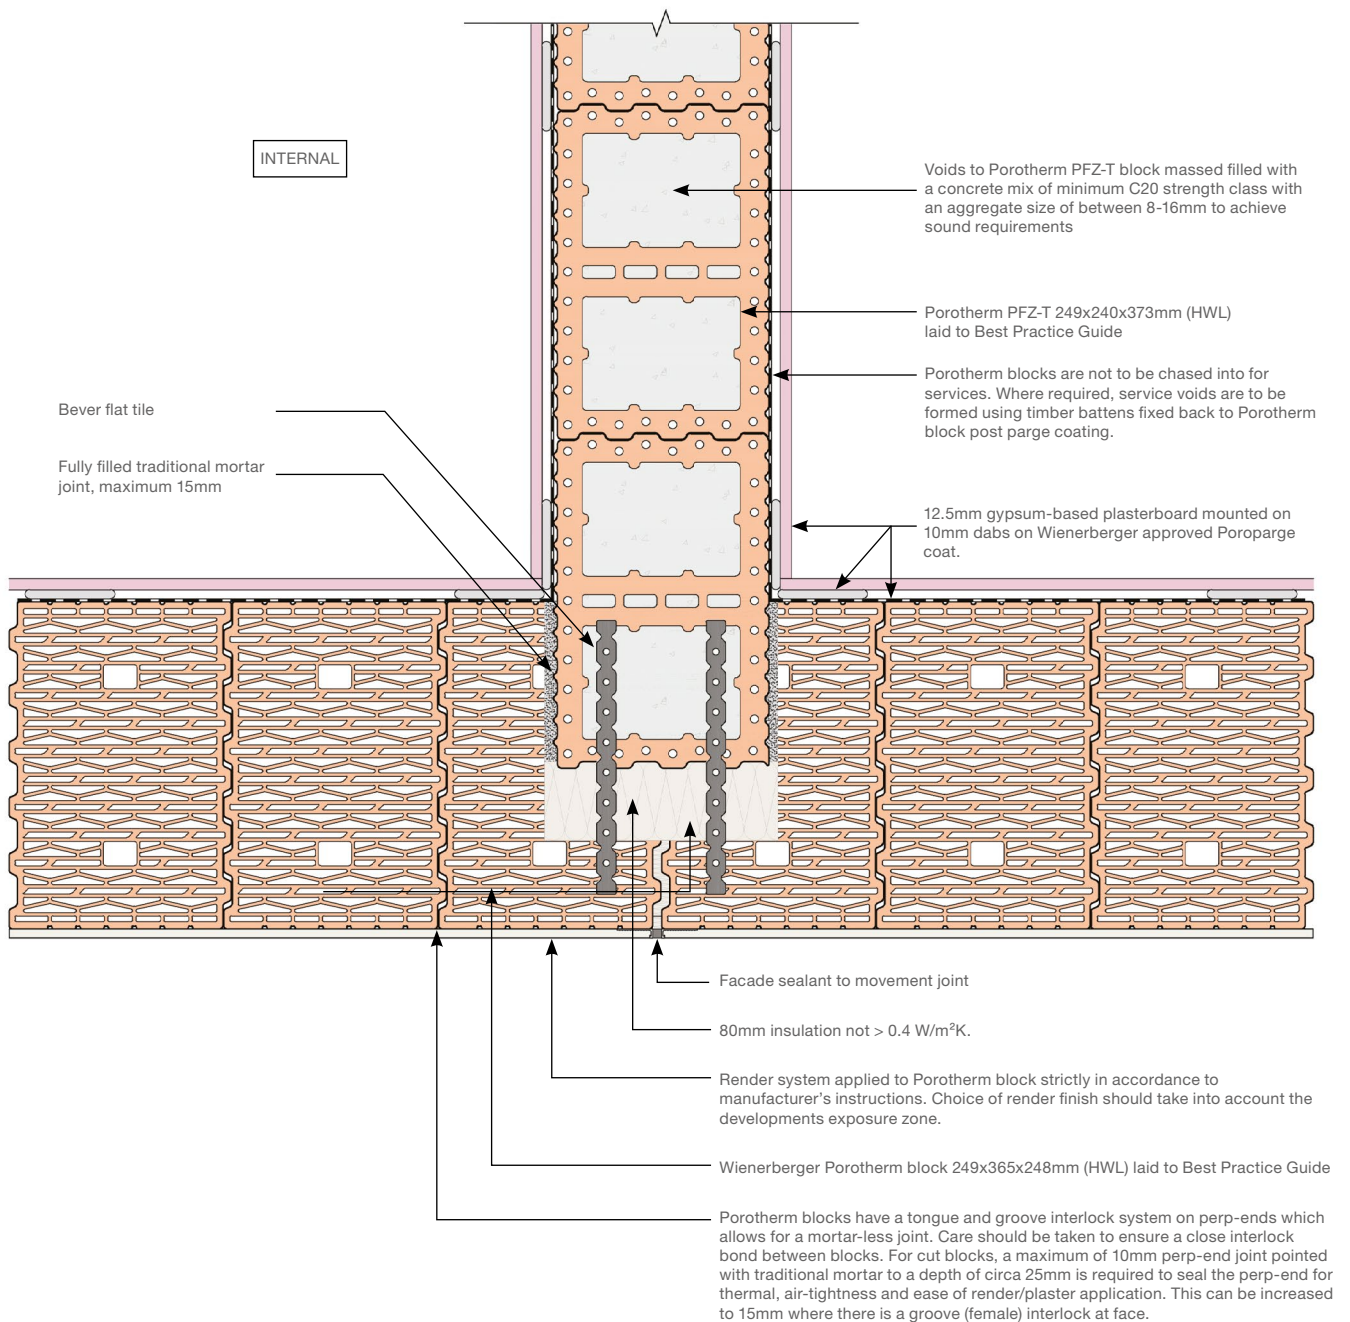 INTERNAL
Voids to Porotherm PFZ-T block massed filled with
a concrete mix of minimum C20 strength class with
an aggregate size of between 8-16mm to achieve
sound requirements
Porotherm PFZ-T 249x240x373mm (HWL)
laid to Best Practice Guide
Porotherm blocks are not to be chased into for
services. Where required, service voids are to be
formed using timber battens fixed back to Porotherm
block post parge coating.
Bever flat tile
Fully filled traditional mortar
joint, maximum 15mm
12.5mm gypsum-based plasterboard mounted on
10mm dabs on Wienerberger approved Poroparge
coat.
Facade sealant to movement joint
80mm insulation not > 0.4 W/m²K.
Render system applied to Porotherm block strictly in accordance to
manufacturer's instructions. Choice of render finish should take into account the
developments exposure zone.
Wienerberger Porotherm block 249x365x248mm (HWL) laid to Best Practice Guide
Porotherm blocks have a tongue and groove interlock system on perp-ends which
allows for a mortar-less joint. Care should be taken to ensure a close interlock
bond between blocks. For cut blocks, a maximum of 10mm perp-end joint pointed
with traditional mortar to a depth of circa 25mm is required to seal the perp-end for
thermal, air-tightness and ease of render/plaster application. This can be increased
to 15mm where there is a groove (female) interlock at face.